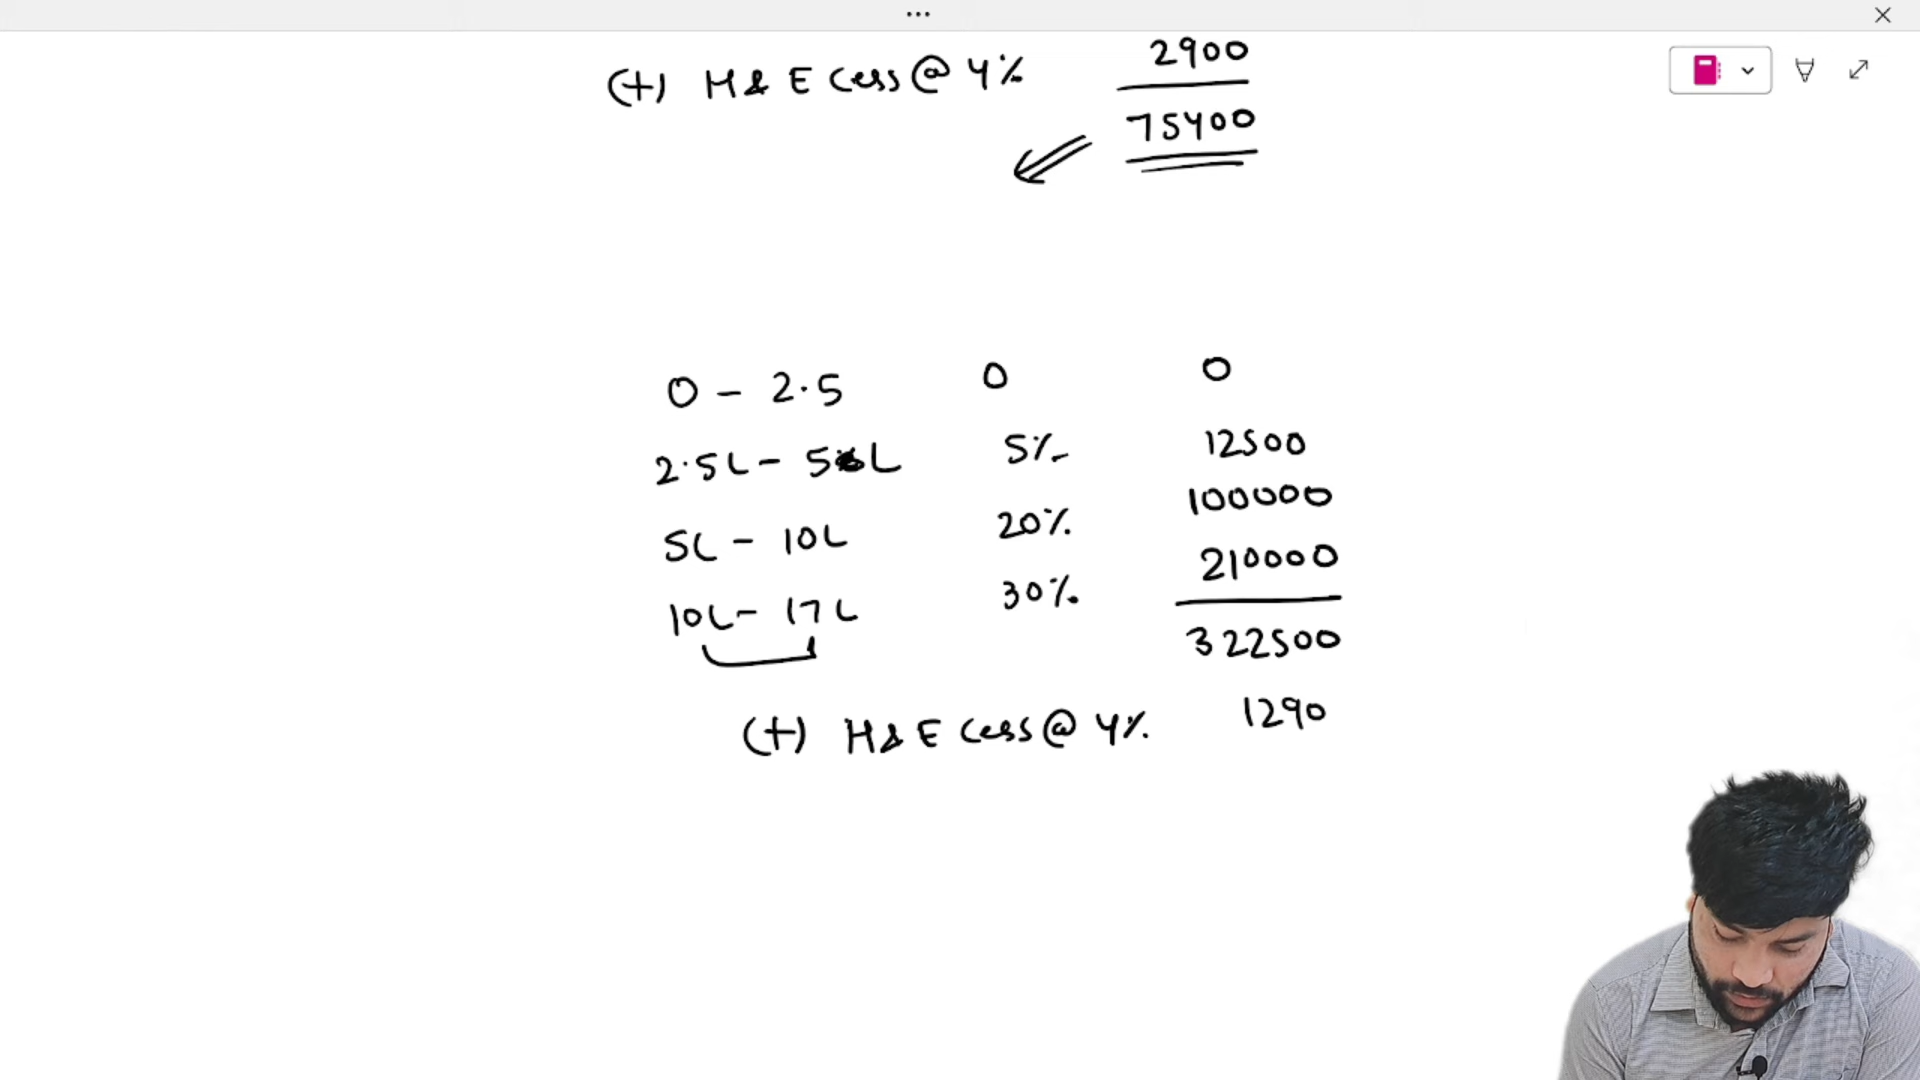 (+) H & E Cess @ 4% 2900
75400
0 - 2.5 0 0
2.5L - 5L 5% 12500
5L - 10L 20% 100000
10L - 17L 30% 210000
322500
(+) H & E Cess @ 4% 1290